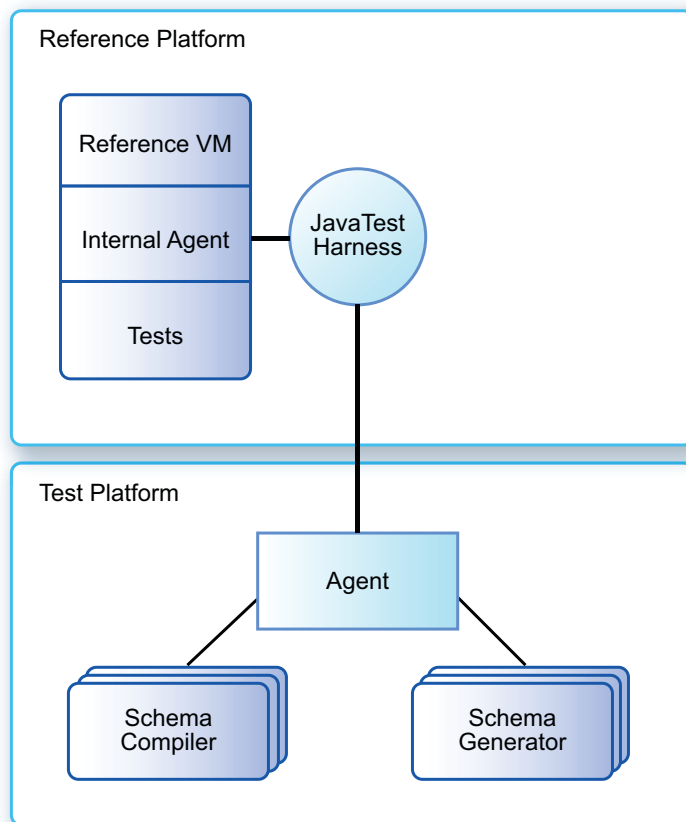 Reference Platform
Reference VM
Internal Agent
Tests
JavaTest
Harness
Test Platform
Agent
Schema
Compiler
Schema
Generator